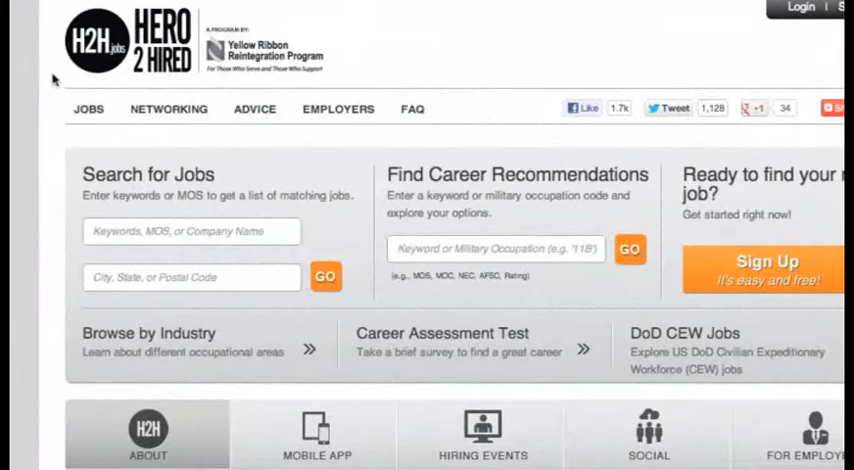 Login | S
H2H.jobs
HERO
2 HIRED
A PROGRAM BY:
Yellow Ribbon
Reintegration Program
For Those Who Serve and Those Who Support
JOBS NETWORKING ADVICE EMPLOYERS FAQ
Like 1.7k Tweet 1,128 +1 34 Sh
Search for Jobs
Enter keywords or MOS to get a list of matching jobs.
Keywords, MOS, or Company Name
City, State, or Postal Code GO
Find Career Recommendations
Enter a keyword or military occupation code and
explore your options.
Keyword or Military Occupation (e.g. '11B') GO
(e.g., MOS, MOC, NEC, AFSC, Rating)
Ready to find your
job?
Get started right now!
Sign Up
It's easy and free!
Browse by Industry
Learn about different occupational areas »
Career Assessment Test
Take a brief survey to find a great career »
DoD CEW Jobs
Explore US DoD Civilian Expeditionary
Workforce (CEW) jobs
H2H
ABOUT
MOBILE APP
HIRING EVENTS
SOCIAL
FOR EMPLOY